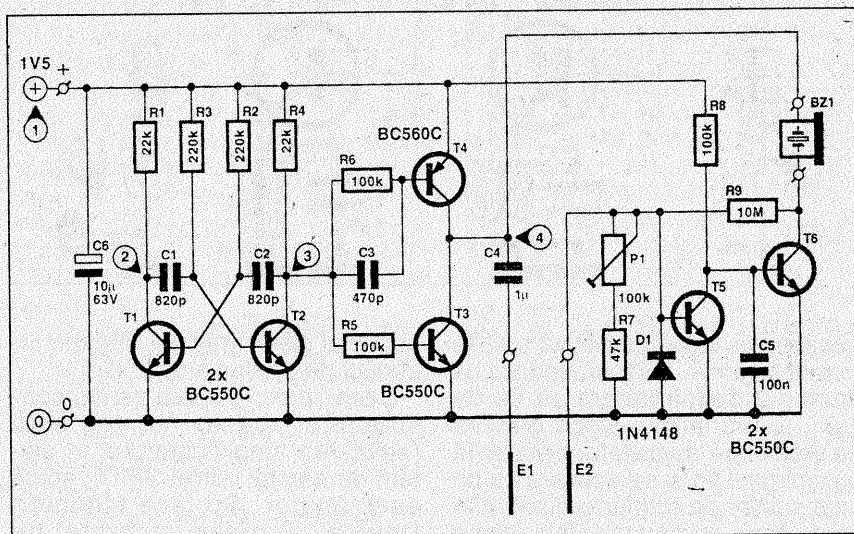 1V5
+
+
1
R1
22k
R3
220k
R2
220k
R4
22k
BC560C
T4
R6
100k
R8
100k
BZ1
R9
10M
C6
10µ
63V
2
C1
820p
C2
820p
3
C3
470p
4
C4
1µ
P1
100k
T6
T5
T1
T2
R5
100k
T3
R7
47k
D1
C5
100n
2x
BC550C
BC550C
0
0
1N4148
2x
BC550C
E1
E2